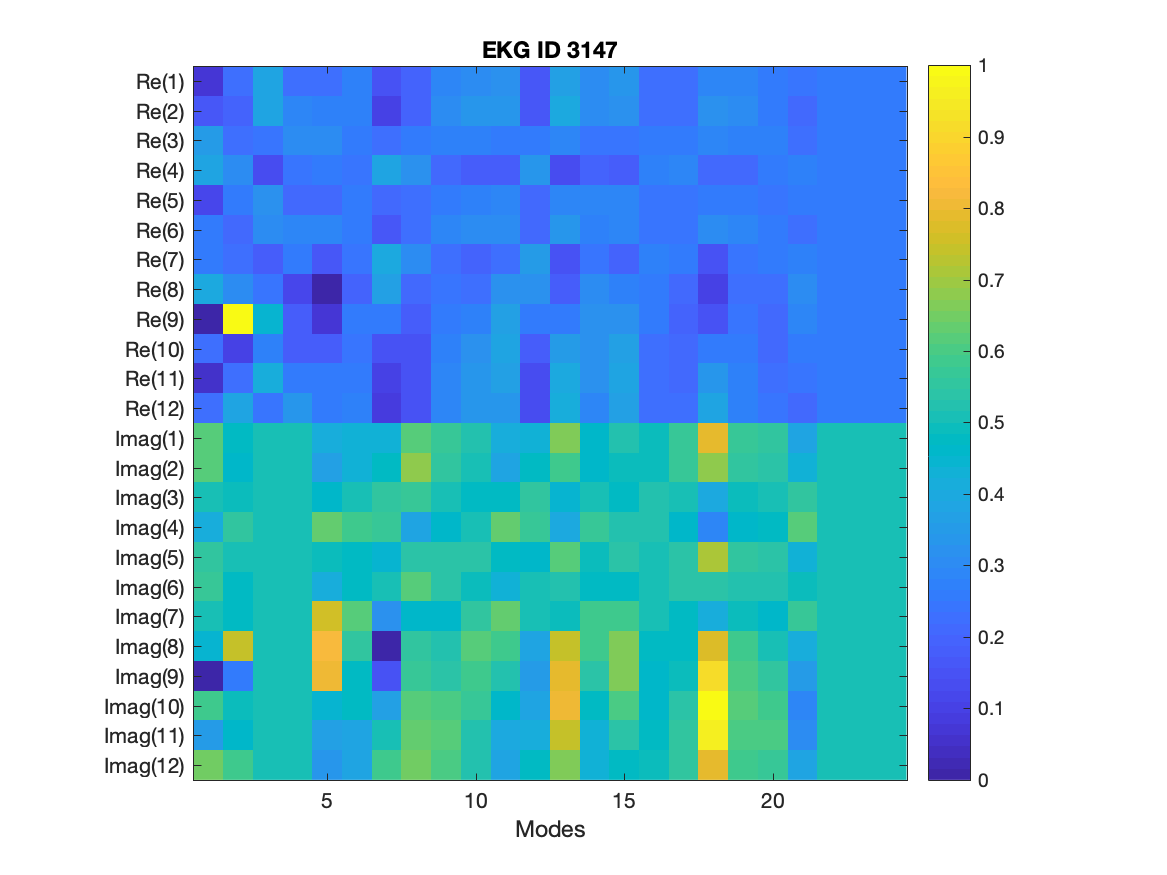 EKG ID 3147
Re(1)
Re(2)
Re(3)
Re(4)
Re(5)
Re(6)
Re(7)
Re(8)
Re(9)
Re(10)
Re(11)
Re(12)
Imag(1)
Imag(2)
Imag(3)
Imag(4)
Imag(5)
Imag(6)
Imag(7)
Imag(8)
Imag(9)
Imag(10)
Imag(11)
Imag(12)
5 10 15 20
Modes
1
0.9
0.8
0.7
0.6
0.5
0.4
0.3
0.2
0.1
0